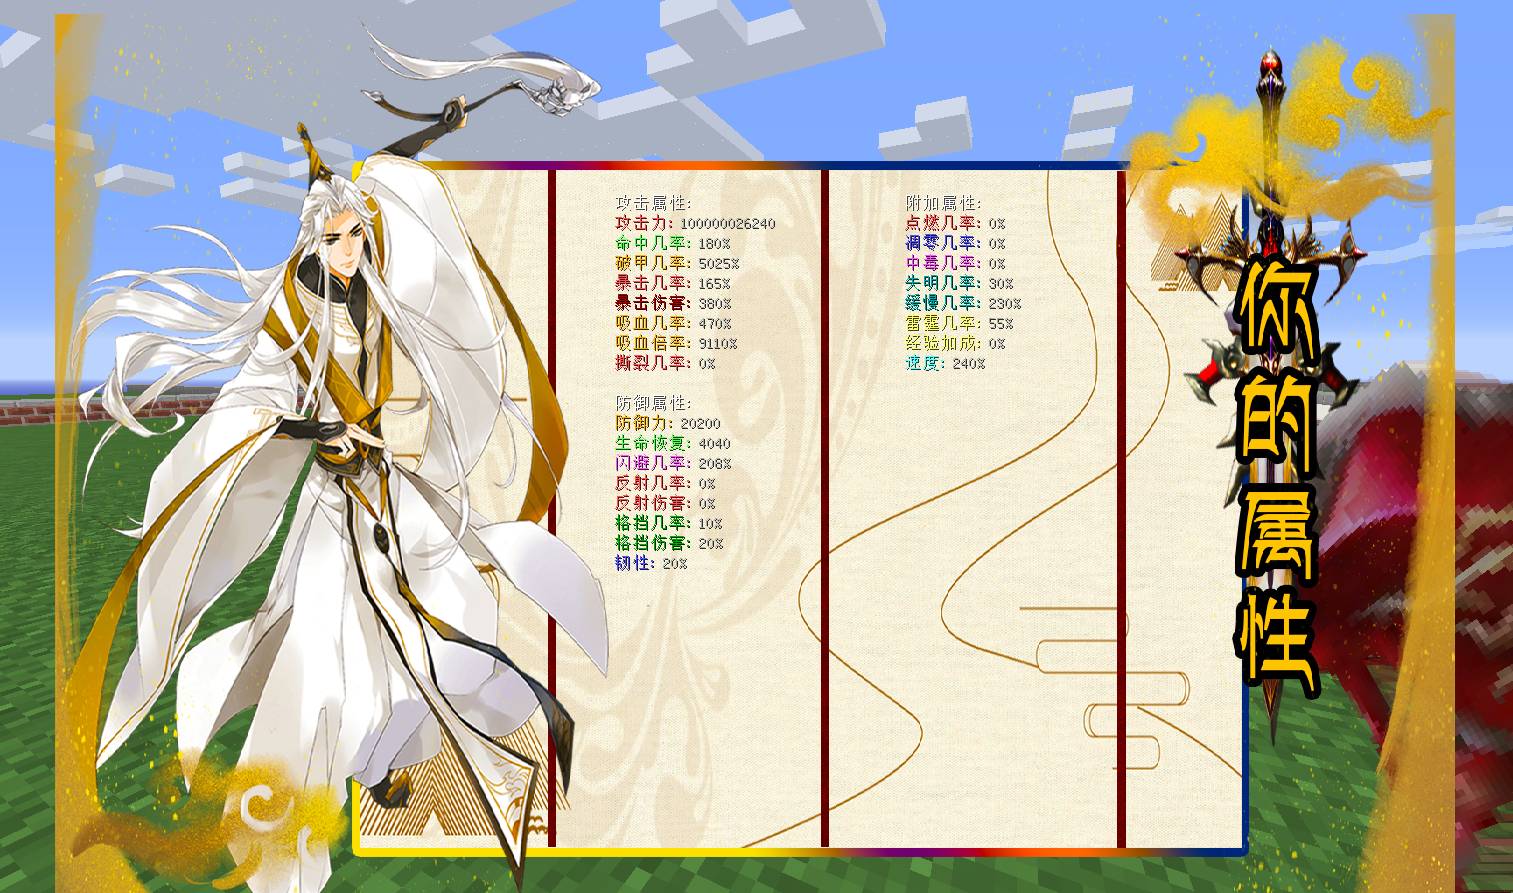 攻击属性:
攻击力: 100000026240
命中几率: 180%
破甲几率: 5025%
暴击几率: 165%
暴击伤害: 380%
吸血几率: 470%
吸血倍率: 9110%
撕裂几率: 0%
防御属性:
防御力: 20200
生命恢复: 4040
闪避几率: 208%
反射几率: 0%
反射伤害: 0%
格挡几率: 10%
格挡伤害: 20%
韧性: 20%
附加属性:
点燃几率: 0%
凋零几率: 0%
中毒几率: 0%
失明几率: 30%
缓慢几率: 230%
雷霆几率: 55%
经验加成: 0%
速度: 240%
你的属性